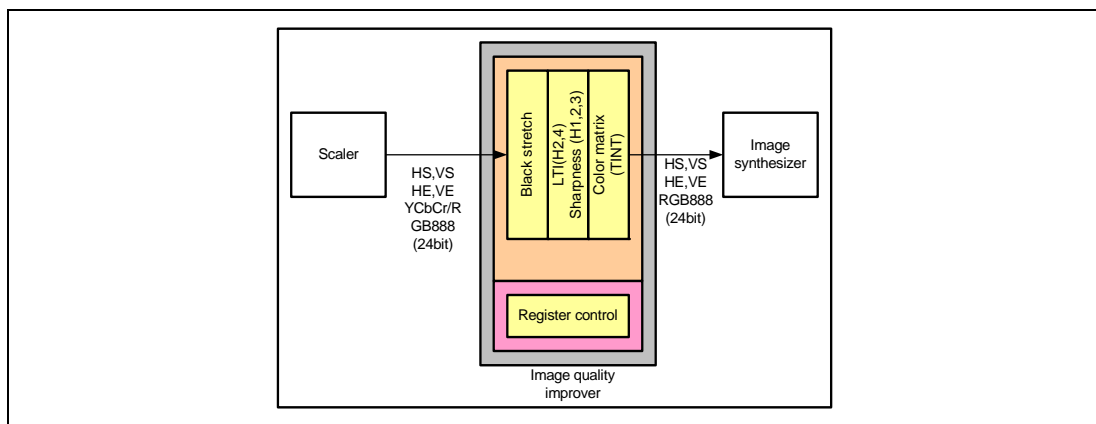 Scaler
HS,VS
HE,VE
YCbCr/R
GB888
(24bit)
Black stretch
LTI(H2,4)
Sharpness (H1,2,3)
Color matrix
(TINT)
Register control
Image quality
improver
HS,VS
HE,VE
RGB888
(24bit)
Image
synthesizer